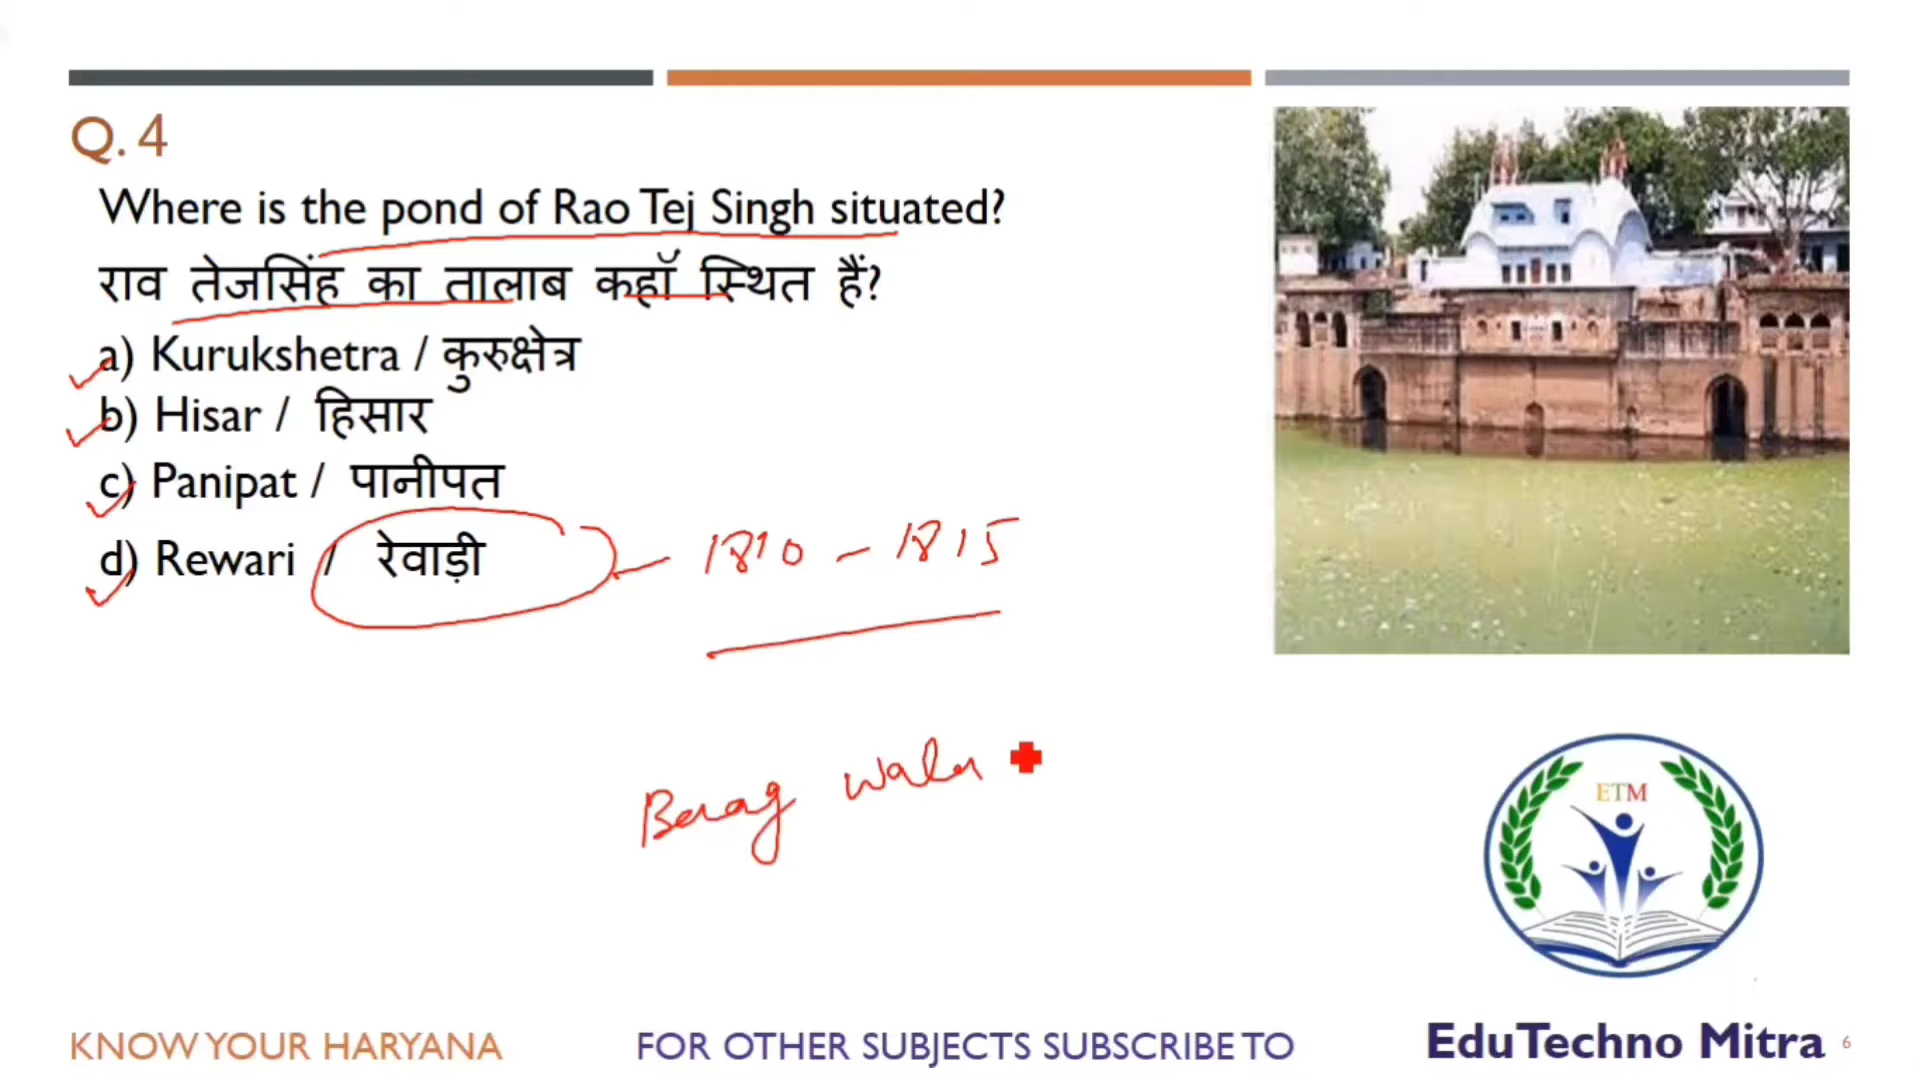 Q. 4
Where is the pond of Rao Tej Singh situated?
राव तेजसिंह का तालाब कहाॅ स्थित हैं?
a) Kurukshetra / कुरुक्षेत्र
b) Hisar / हिसार
c) Panipat / पानीपत
d) Rewari / रेवाड़ी - 1810 - 1815
wala
ETM
KNOW YOUR HARYANA FOR OTHER SUBJECTS SUBSCRIBE TO EduTechno Mitra 6